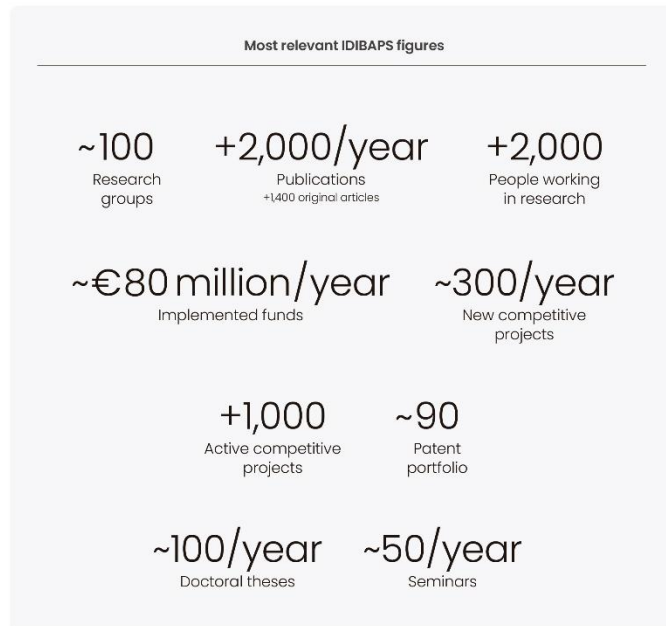 Most relevant IDIBAPS figures
~100
Research
groups
+2,000/year
Publications
+1,400 original articles
+2,000
People working
in research
~€80 million/year
Implemented funds
~300/year
New competitive
projects
+1,000
Active competitive
projects
~90
Patent
portfolio
~100/year
Doctoral theses
~50/year
Seminars